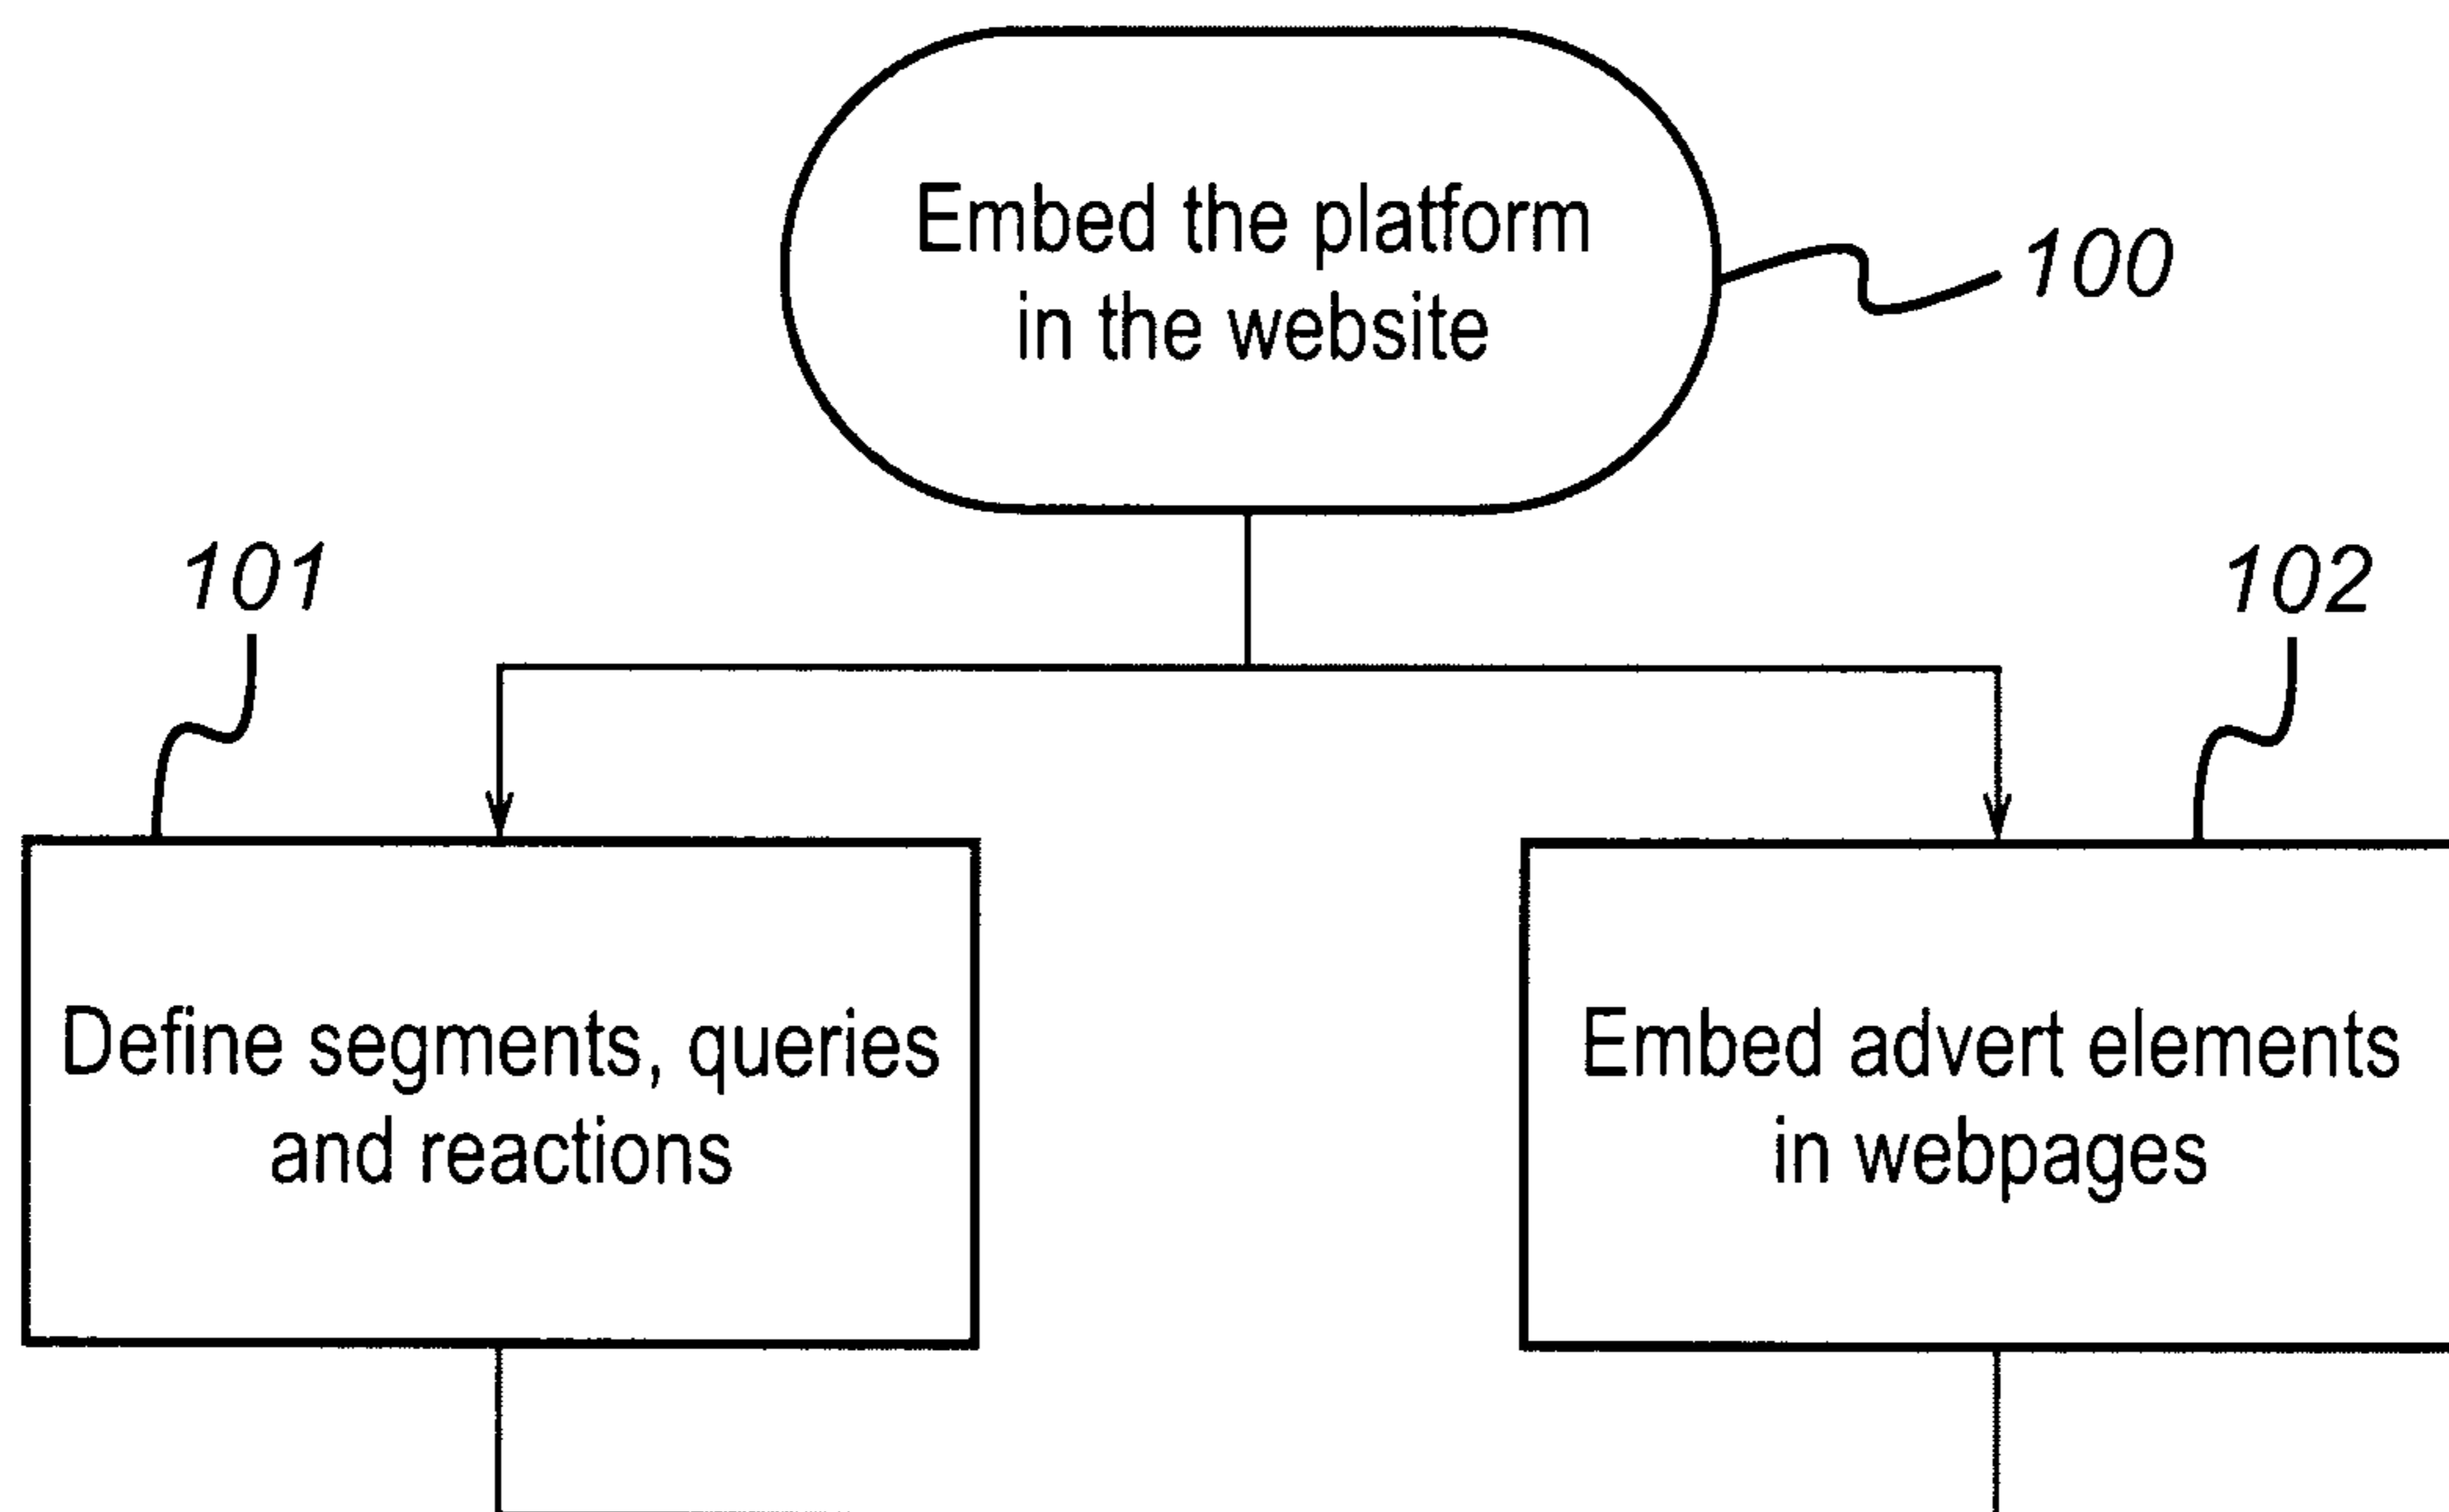 Embed the platform
in the website
100
101
102
Define segments, queries
and reactions
Embed advert elements
in webpages